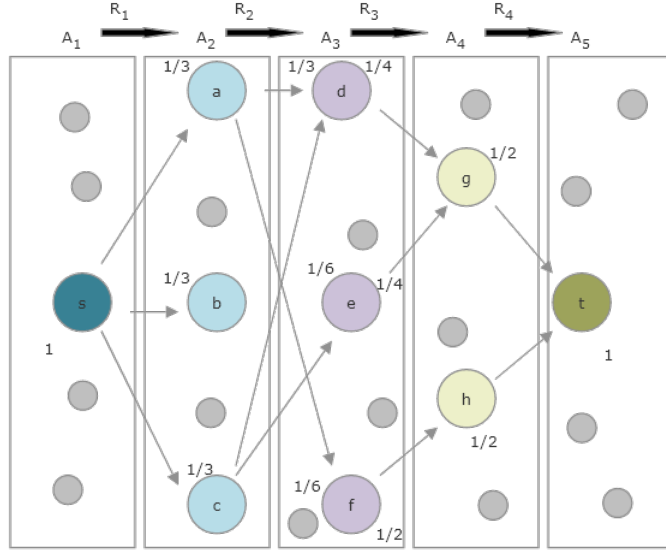 R1 R2 R3 R4
A1 A2 A3 A4 A5
1/3 a 1/3 d 1/4
g 1/2
s 1 1/3 b 1/6 e 1/4 t 1
h 1/2
1/3 c 1/6 f 1/2